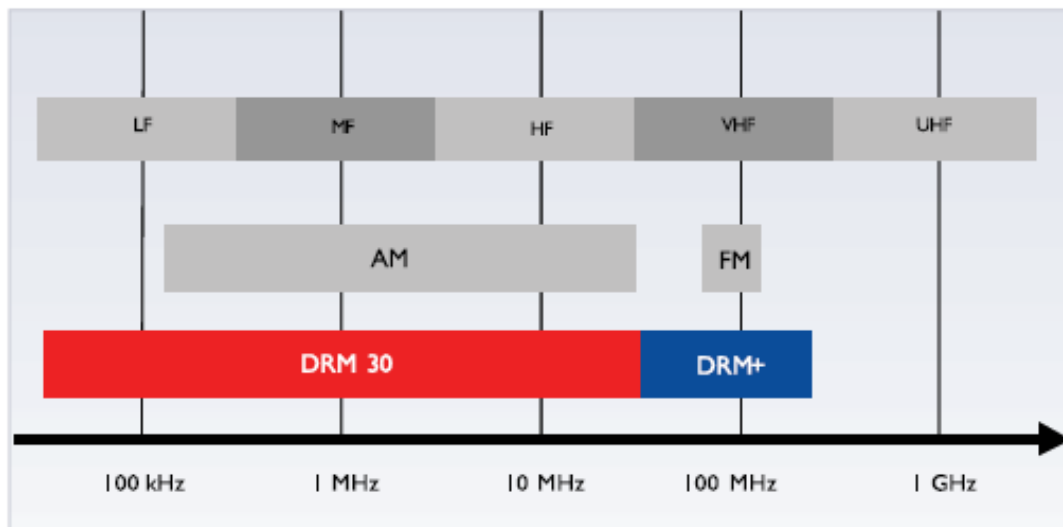 LF MF HF VHF UHF
AM FM
DRM 30 DRM+
100 kHz 1 MHz 10 MHz 100 MHz 1 GHz